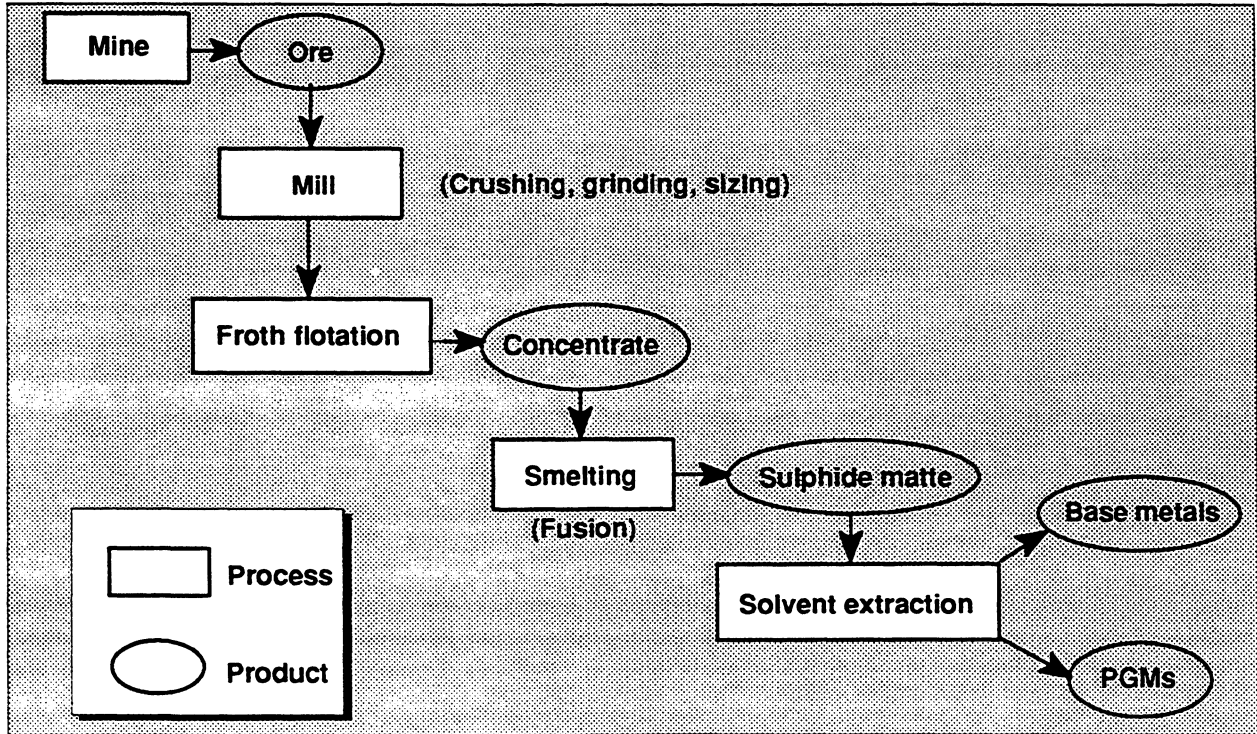 Mine
Ore
Mill
(Crushing, grinding, sizing)
Froth flotation
Concentrate
Smelting
(Fusion)
Sulphide matte
Base metals
Solvent extraction
PGMs
Process
Product